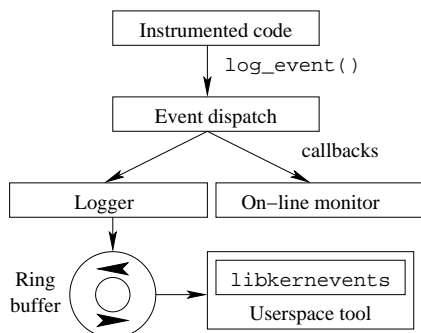 Instrumented code
log_event()
Event dispatch
callbacks
Logger
On-line monitor
Ring
buffer
libkernevents
Userspace tool